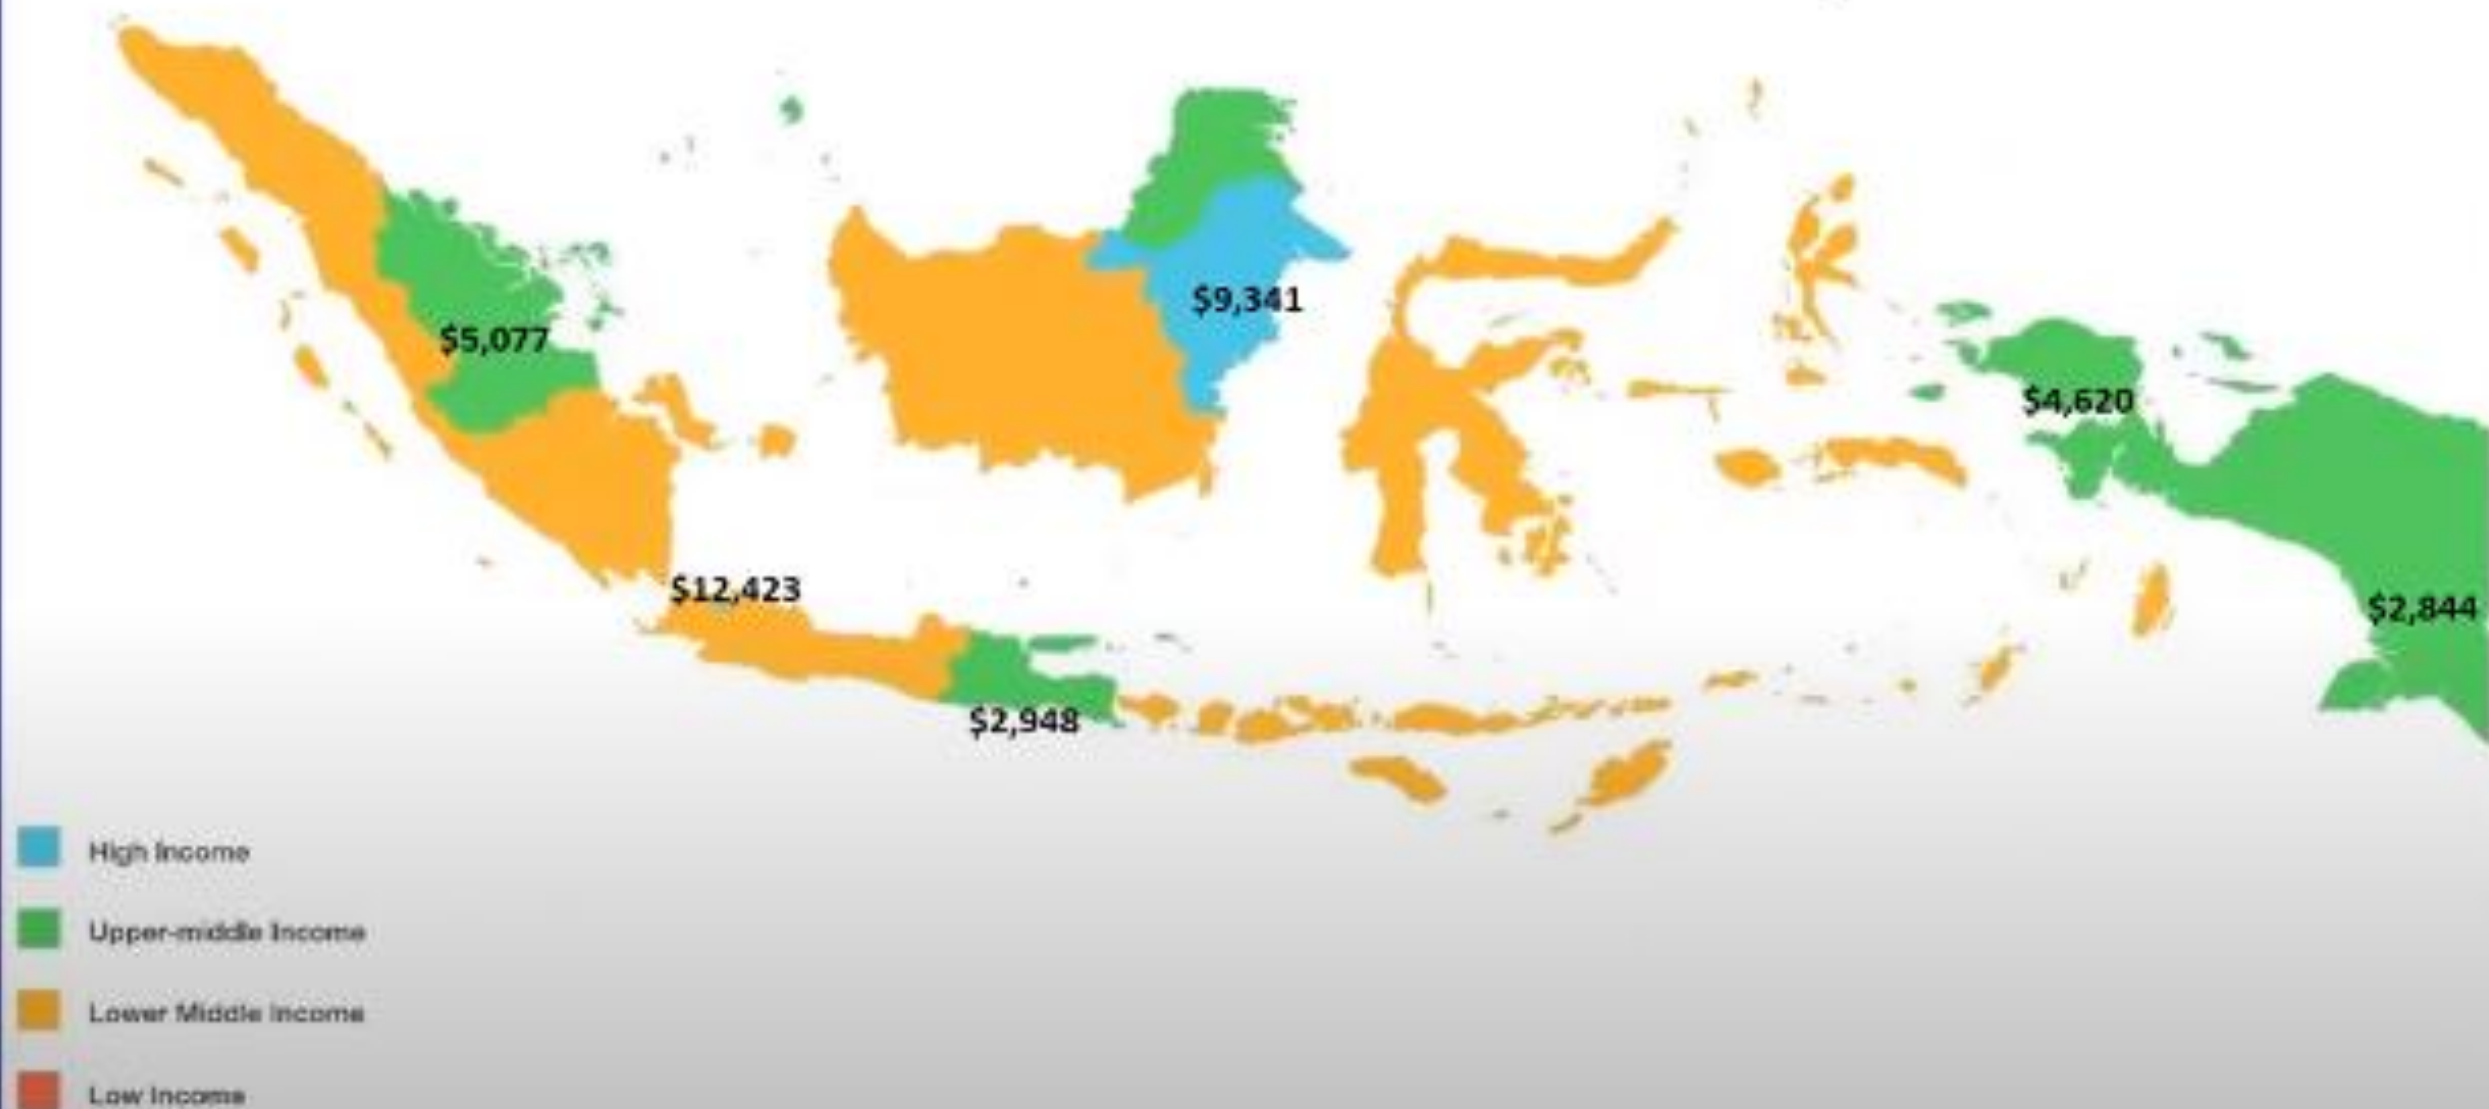 $9,341
$5,077
$4,620
$12,423
$2,844
$2,948
High Income
Upper-middle Income
Lower Middle Income
Low Income